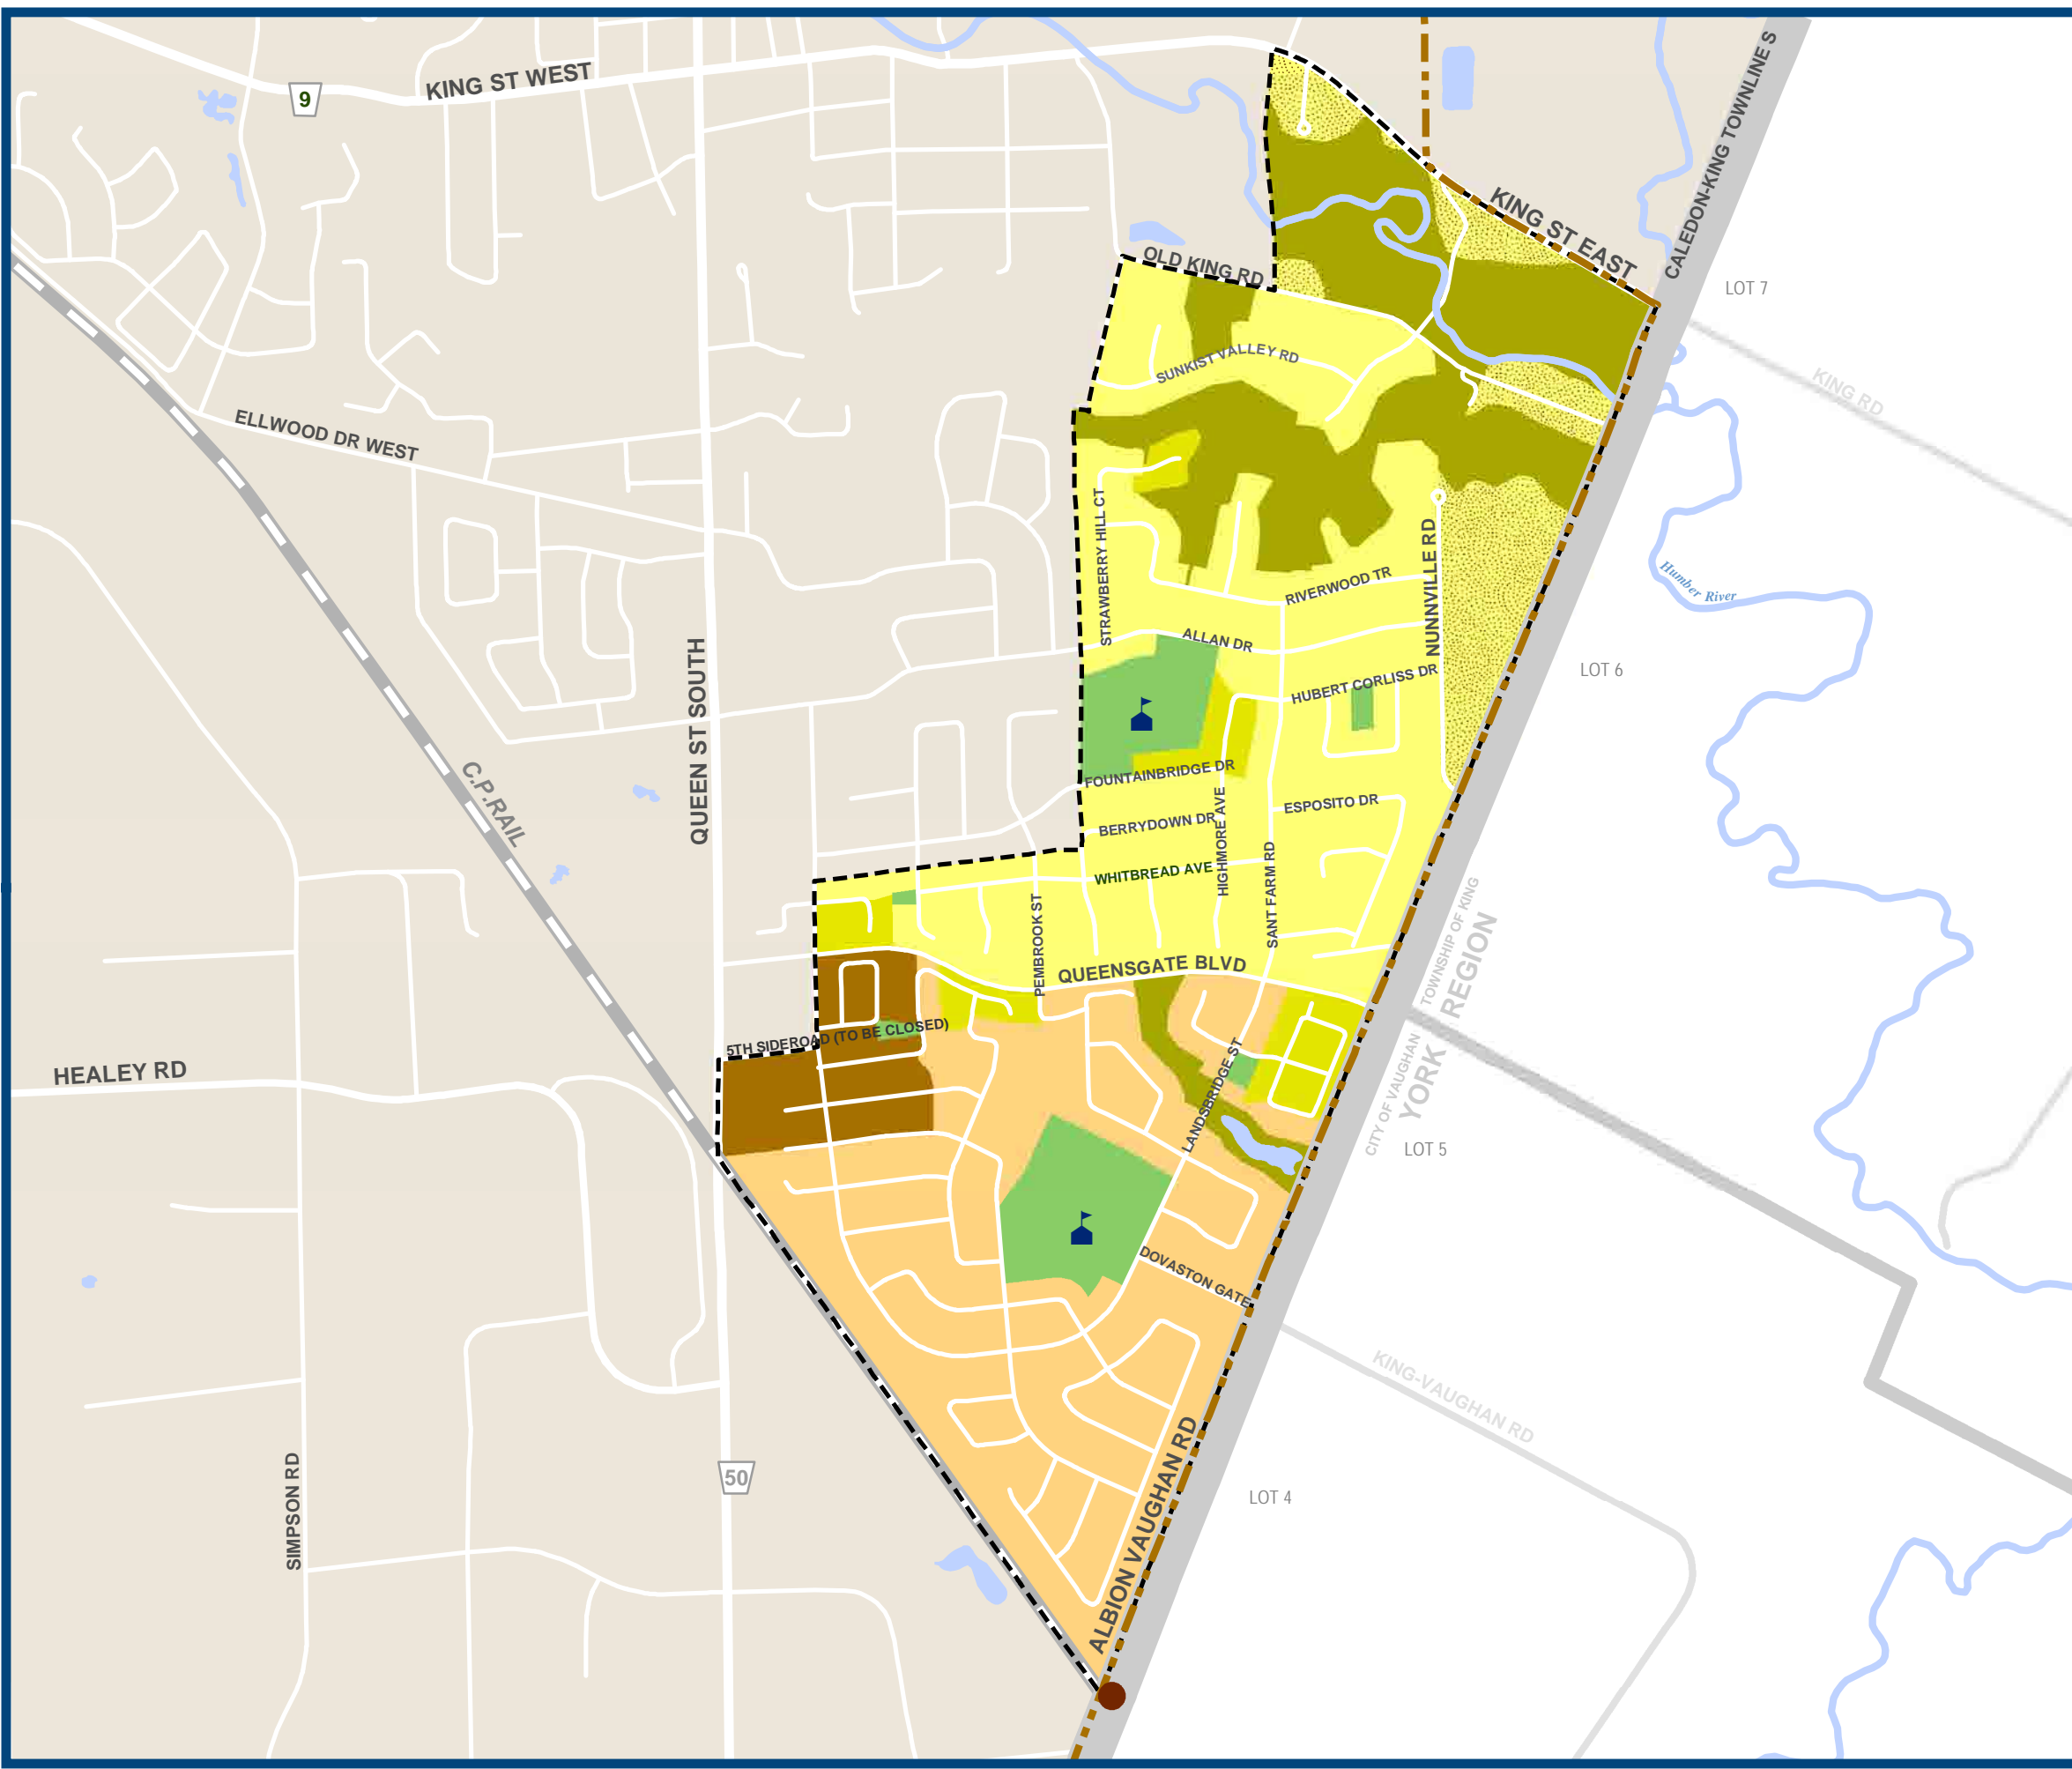 KING ST WEST
9
CALEDON-KING TOWNLINE S
KING ST EAST
OLD KING RD
LOT 7
KING RD
SUNKIST VALLEY RD
ELLWOOD DR WEST
STRAWBERRY HILL CT
NUNNVILLE RD
RIVERWOOD TR
Humber River
ALLAN DR
LOT 6
HUBERT CORLISS DR
QUEEN ST SOUTH
C.P.RAIL
FOUNTAINBRIDGE DR
ESPOSITO DR
BERRYDOWN DR
HIGHMORE AVE
WHITBREAD AVE
SANT FARM RD
PEMBROOK ST
QUEENSGATE BLVD
TOWNSHIP OF KING
CITY OF VAUGHAN
YORK REGION
5TH SIDEROAD (TO BE CLOSED)
HEALEY RD
LANDSBRIDGE ST
LOT 5
DOVASTON GATE
KING-VAUGHAN RD
ALBION VAUGHAN RD
SIMPSON RD
50
LOT 4